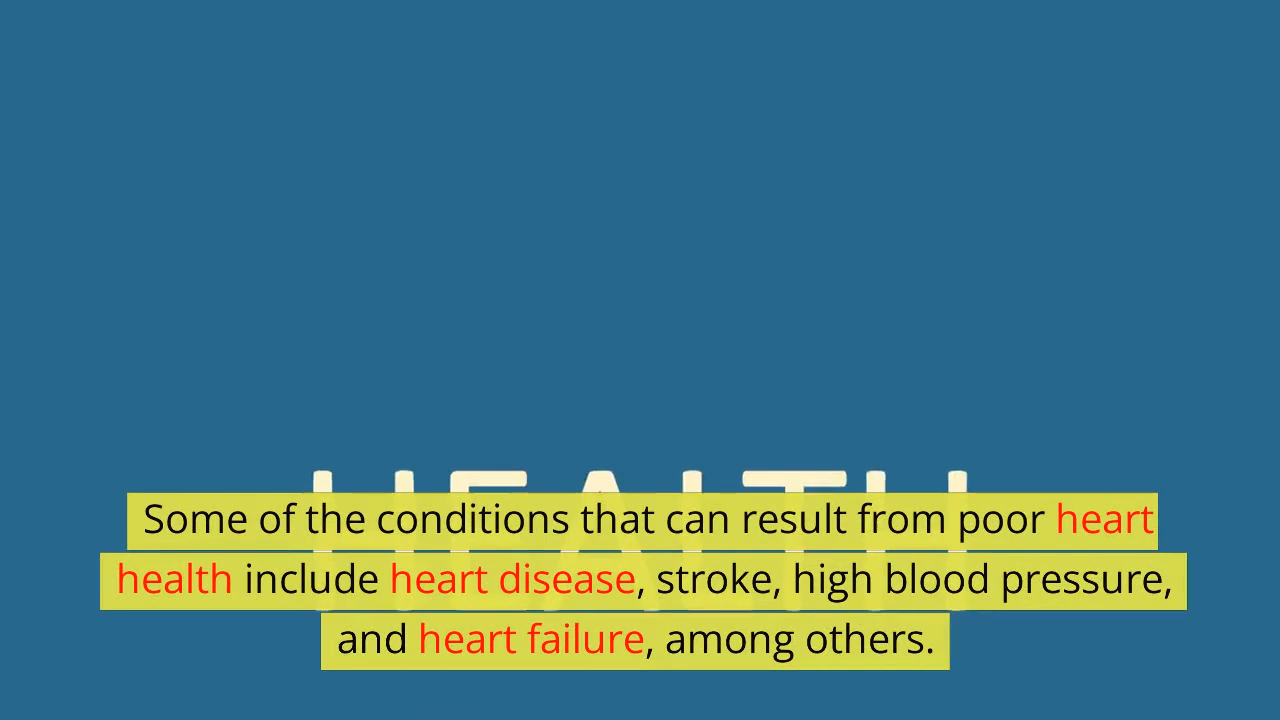 HEALTH
Some of the conditions that can result from poor heart
health include heart disease, stroke, high blood pressure,
and heart failure, among others.